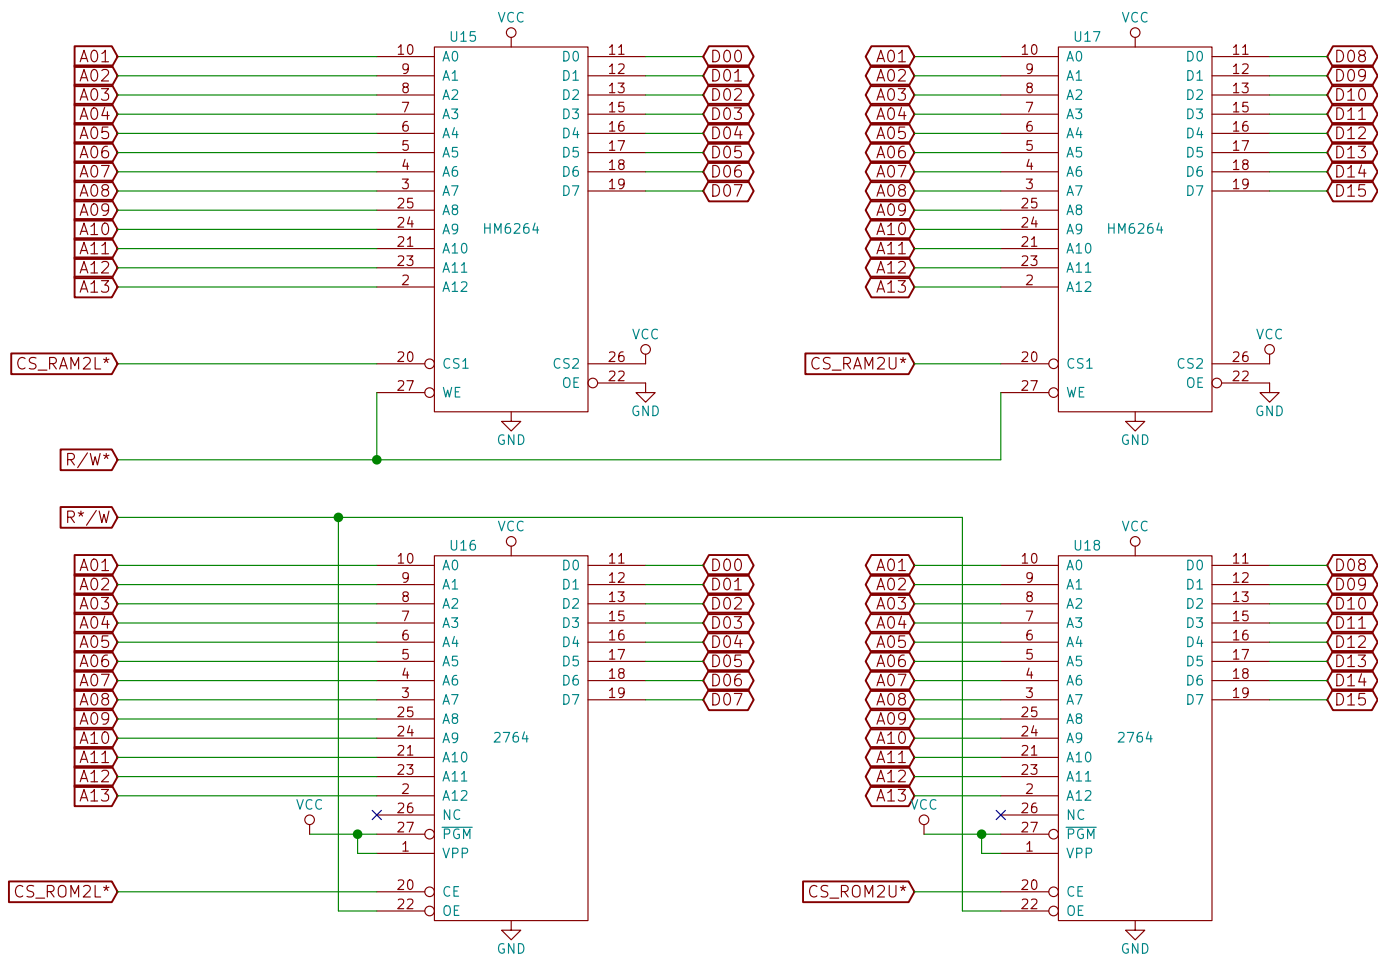 VCC VCC
U15 U17
A01 10 A0 D0 11 D00 A01 10 A0 D0 11 D08
A02 9 A1 D1 12 D01 A02 9 A1 D1 12 D09
A03 8 A2 D2 13 D02 A03 8 A2 D2 13 D10
A04 7 A3 D3 15 D03 A04 7 A3 D3 15 D11
A05 6 A4 D4 16 D04 A05 6 A4 D4 16 D12
A06 5 A5 D5 17 D05 A06 5 A5 D5 17 D13
A07 4 A6 D6 18 D06 A07 4 A6 D6 18 D14
A08 3 A7 D7 19 D07 A08 3 A7 D7 19 D15
A09 25 A8 A09 25 A8
A10 24 A9 HM6264 A10 24 A9 HM6264
A11 21 A10 A11 21 A10
A12 23 A11 A12 23 A11
A13 2 A12 A13 2 A12
VCC VCC
CS_RAM2L* 20 CS1 CS2 26 CS_RAM2U* 20 CS1 CS2 26
OE 22 OE 22
27 WE 27 WE
GND GND
GND GND
R/W*
R*/W
VCC VCC
U16 U18
A01 10 A0 D0 11 D00 A01 10 A0 D0 11 D08
A02 9 A1 D1 12 D01 A02 9 A1 D1 12 D09
A03 8 A2 D2 13 D02 A03 8 A2 D2 13 D10
A04 7 A3 D3 15 D03 A04 7 A3 D3 15 D11
A05 6 A4 D4 16 D04 A05 6 A4 D4 16 D12
A06 5 A5 D5 17 D05 A06 5 A5 D5 17 D13
A07 4 A6 D6 18 D06 A07 4 A6 D6 18 D14
A08 3 A7 D7 19 D07 A08 3 A7 D7 19 D15
A09 25 A8 A09 25 A8
A10 24 A9 2764 A10 24 A9 2764
A11 21 A10 A11 21 A10
A12 23 A11 A12 23 A11
A13 2 A12 A13 2 A12
VCC VCC
26 NC 26 NC
27 PGM 27 PGM
1 VPP 1 VPP
CS_ROM2L* 20 CE CS_ROM2U* 20 CE
22 OE 22 OE
GND GND